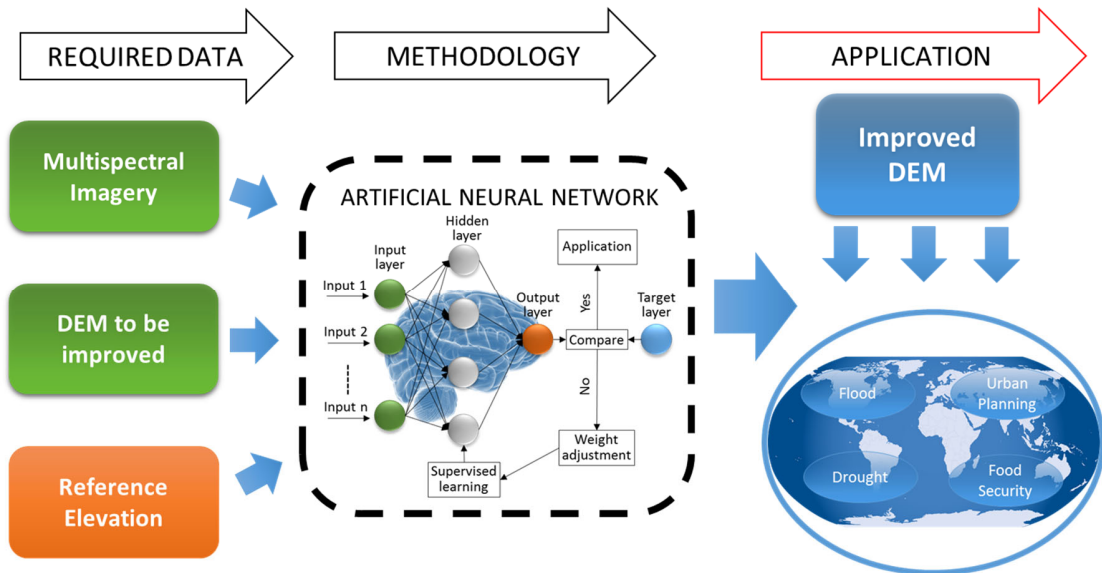 REQUIRED DATA
METHODOLOGY
APPLICATION
Multispectral
Imagery
DEM to be
improved
Reference
Elevation
ARTIFICIAL NEURAL NETWORK
Input
layer
Hidden
layer
Input 1
Input 2
Input n
Output
layer
Application
Yes
Compare
Target
layer
No
Weight
adjustment
Supervised
learning
Improved
DEM
Flood
Urban
Planning
Drought
Food
Security